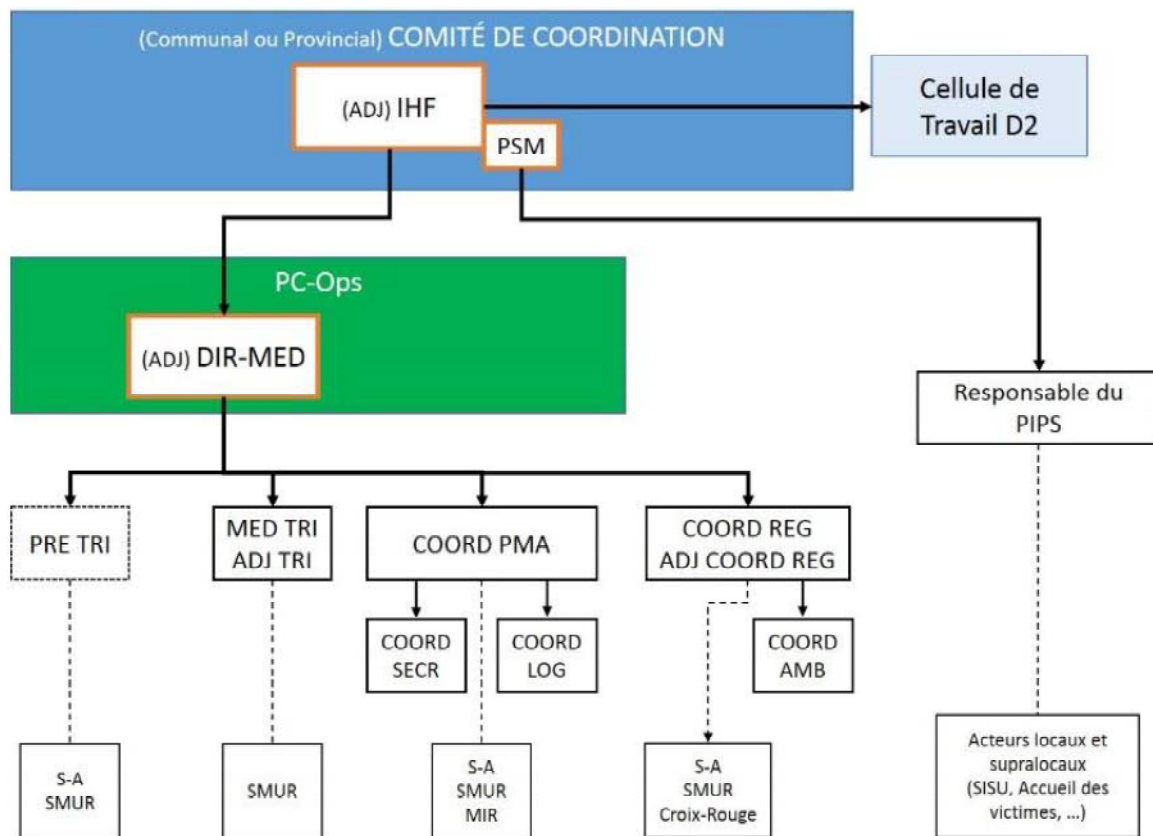 (Communal ou Provincial) COMITÉ DE COORDINATION
(ADJ) IHF
PSM
Cellule de
Travail D2
PC-Ops
(ADJ) DIR-MED
Responsable du
PIPS
PRE TRI
MED TRI
ADJ TRI
COORD PMA
COORD REG
ADJ COORD REG
COORD
SECR
COORD
LOG
COORD
AMB
S-A
SMUR
SMUR
S-A
SMUR
MIR
S-A
SMUR
Croix-Rouge
Acteurs locaux et
supralocaux
(SISU, Accueil des
victimes, ...)